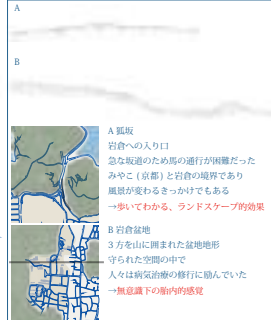 A
B
A 狐坂
岩倉への入り口
急な坂道のため馬の通行が困難だった
みやこ ( 京都 ) と岩倉の境界であり
風景が変わるきっかけでもある
→歩いてわかる、ランドスケープ的効果
B 岩倉盆地
3 方を山に囲まれた盆地地形
守られた空間の中で
人々は病気治療の修行に励んでいた
→無意識下の胎内的感覚